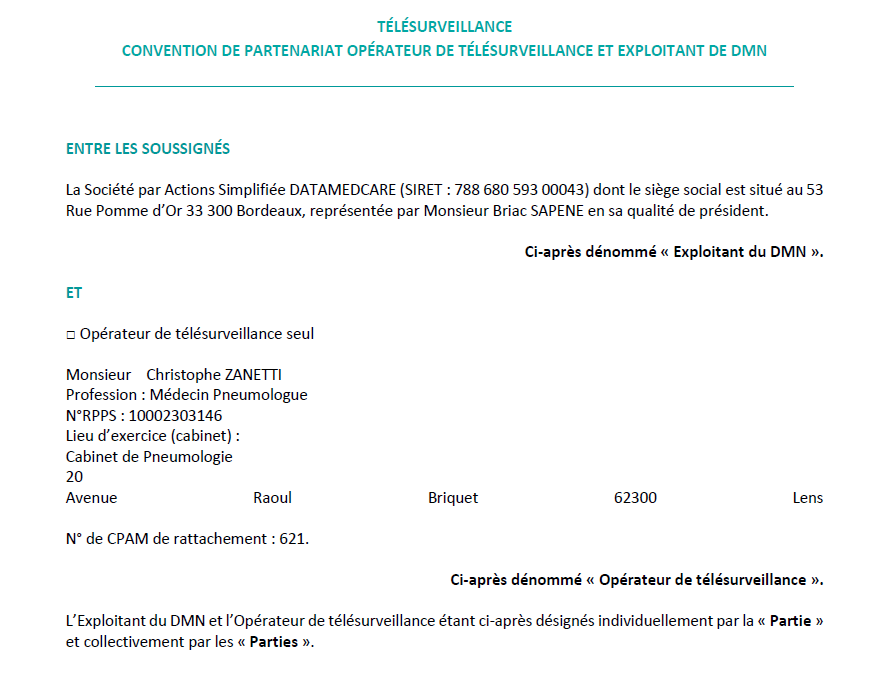 TÉLÉSURVEILLANCE
CONVENTION DE PARTENARIAT OPÉRATEUR DE TÉLÉSURVEILLANCE ET EXPLOITANT DE DMN
ENTRE LES SOUSSIGNÉS
La Société par Actions Simplifiée DATAMEDCARE (SIRET : 788 680 593 00043) dont le siège social est situé au 53
Rue Pomme d’Or 33 300 Bordeaux, représentée par Monsieur Briac SAPENE en sa qualité de président.
Ci-après dénommé « Exploitant du DMN ».
ET
□ Opérateur de télésurveillance seul
Monsieur Christophe ZANETTI
Profession : Médecin Pneumologue
N°RPPS : 10002303146
Lieu d’exercice (cabinet) :
Cabinet de Pneumologie
20
Avenue Raoul Briquet 62300 Lens
N° de CPAM de rattachement : 621.
Ci-après dénommé « Opérateur de télésurveillance ».
L’Exploitant du DMN et l’Opérateur de télésurveillance étant ci-après désignés individuellement par la « Partie »
et collectivement par les « Parties ».